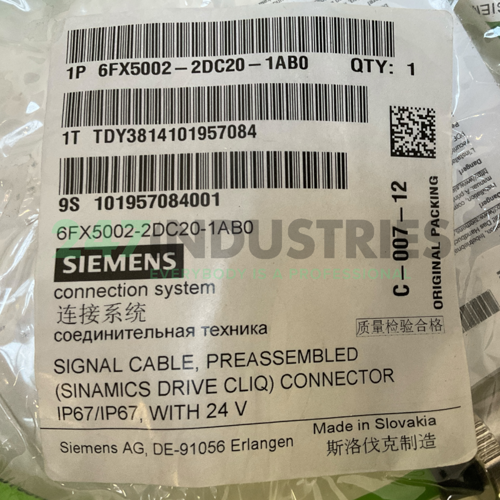 1P 6FX5002-2DC20-1AB0 QTY: 1
1T TDY3814101957084
9S 101957084001
6FX5002-2DC20-1AB0
247INDUSTRIES
SIEMENS
connection system
连接系统
соединительная техника
质量检验合格
SIGNAL CABLE, PREASSEMBLED
(SINAMICS DRIVE CLIQ) CONNECTOR
IP67/IP67, WITH 24 V
Siemens AG, DE-91056 Erlangen
Made in Slovakia
斯洛伐克制造
C-007-12
ORIGINAL PACKING